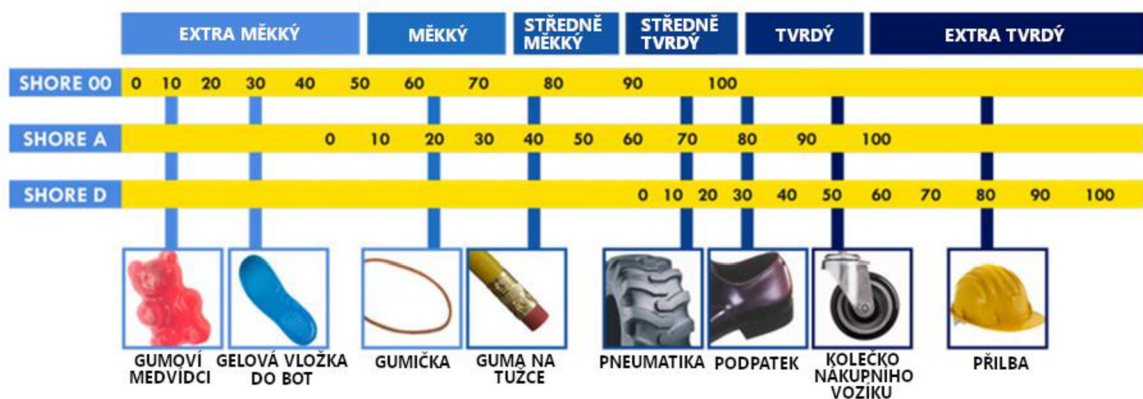 EXTRA MĚKKÝ
MĚKKÝ
STŘEDNĚ
MĚKKÝ
STŘEDNĚ
TVRDÝ
TVRDÝ
EXTRA TVRDÝ
SHORE 00 0 10 20 30 40 50 60 70 80 90 100
SHORE A 0 10 20 30 40 50 60 70 80 90 100
SHORE D 0 10 20 30 40 50 60 70 80 90 100
GUMOVÍ
MEDVÍDCI
GELOVÁ VLOŽKA
DO BOT
GUMIČKA
GUMA NA
TUŽCE
PNEUMATIKA
PODPATEK
KOLEČKO
NÁKUPNÍHO
VOZÍKU
PŘILBA